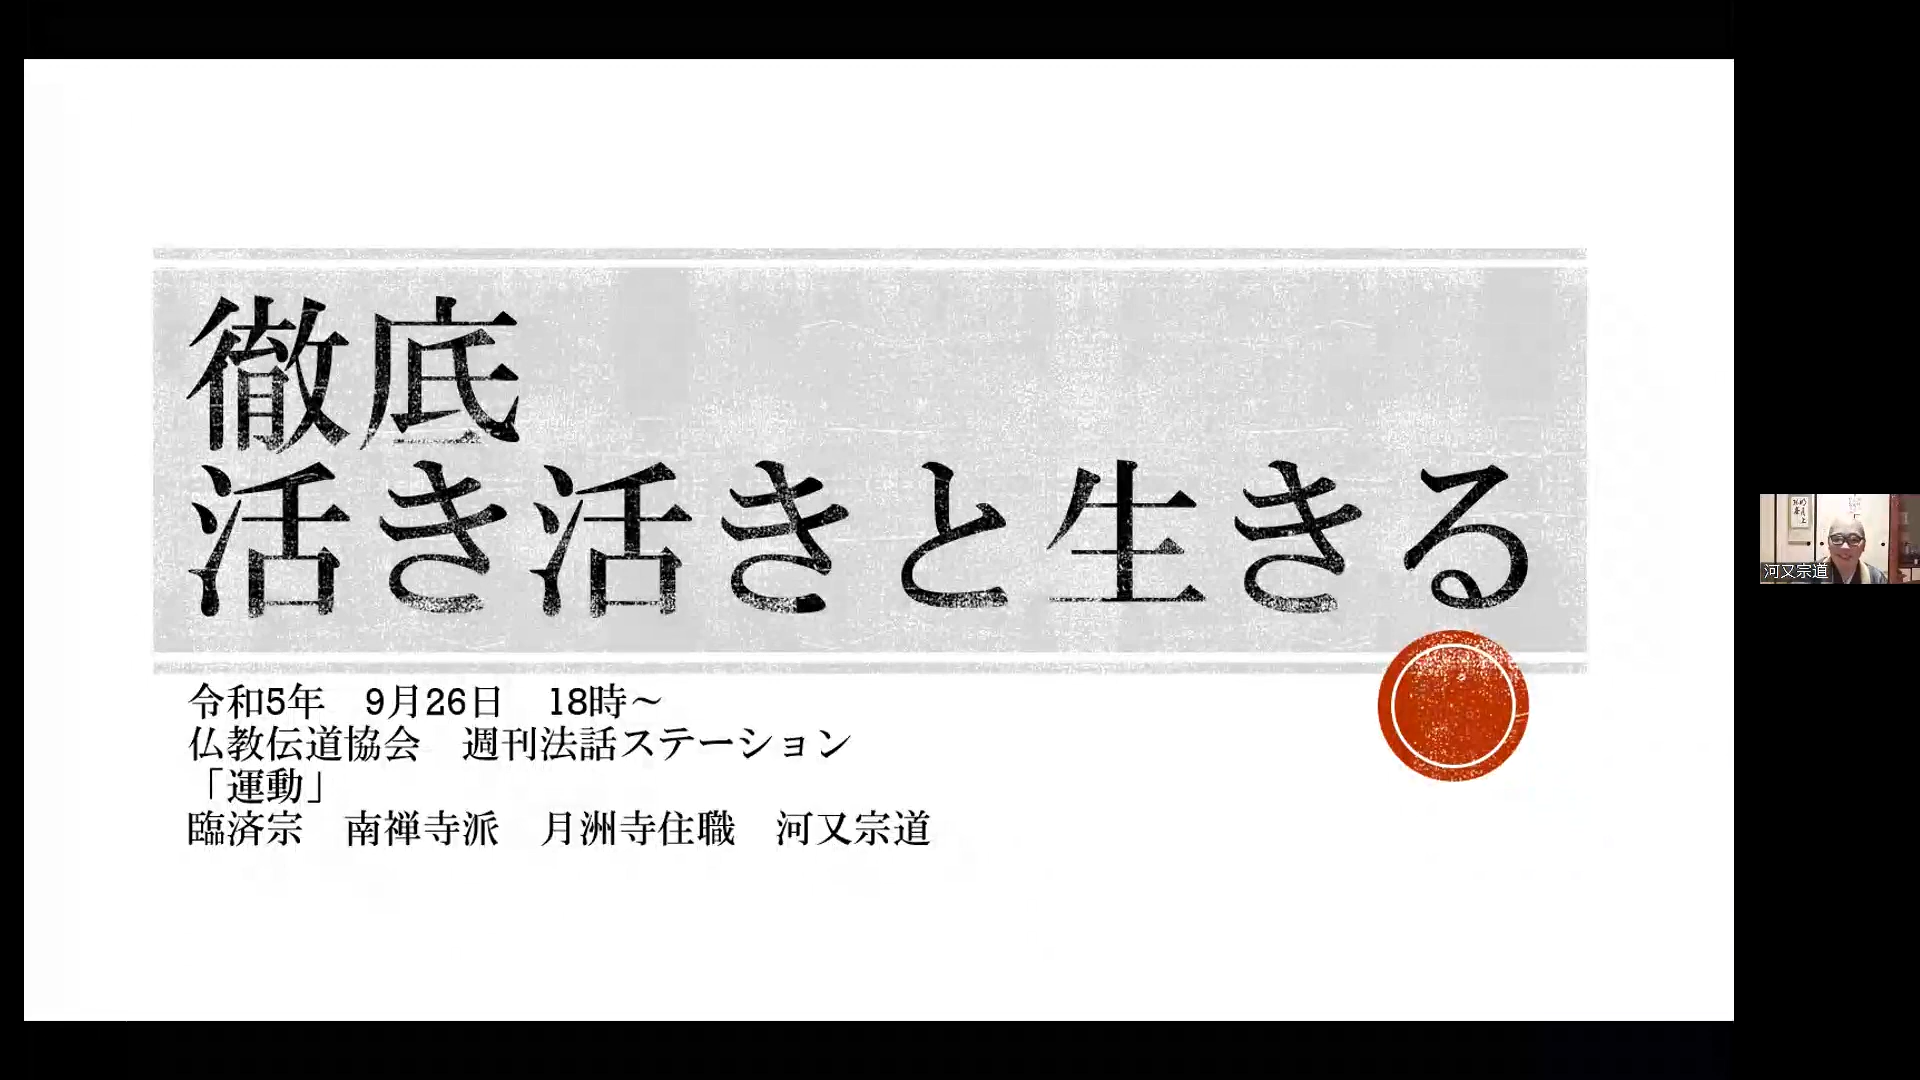 徹底
活き活きと生きる
令和5年　9月26日　18時～
仏教伝道協会　週刊法話ステーション
「運動」
臨済宗　南禅寺派　月洲寺住職　河又宗道
河又宗道